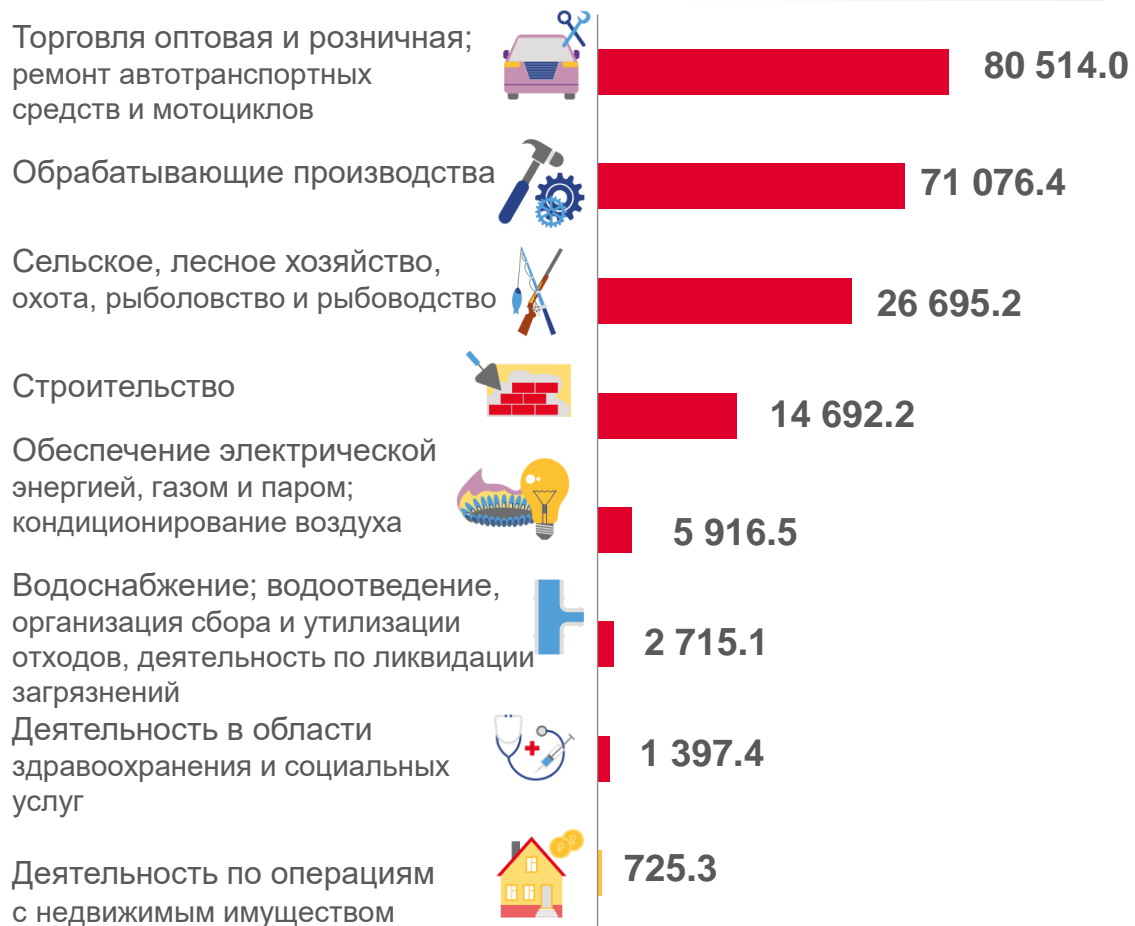 Торговля оптовая и розничная;
ремонт автотранспортных
средств и мотоциклов
80 514.0
Обрабатывающие производства
71 076.4
Сельское, лесное хозяйство,
охота, рыболовство и рыбоводство
26 695.2
Строительство
14 692.2
Обеспечение электрической
энергией, газом и паром;
кондиционирование воздуха
5 916.5
Водоснабжение; водоотведение,
организация сбора и утилизации
отходов, деятельность по ликвидации
загрязнений
2 715.1
Деятельность в области
здравоохранения и социальных
услуг
1 397.4
Деятельность по операциям
с недвижимым имуществом
725.3